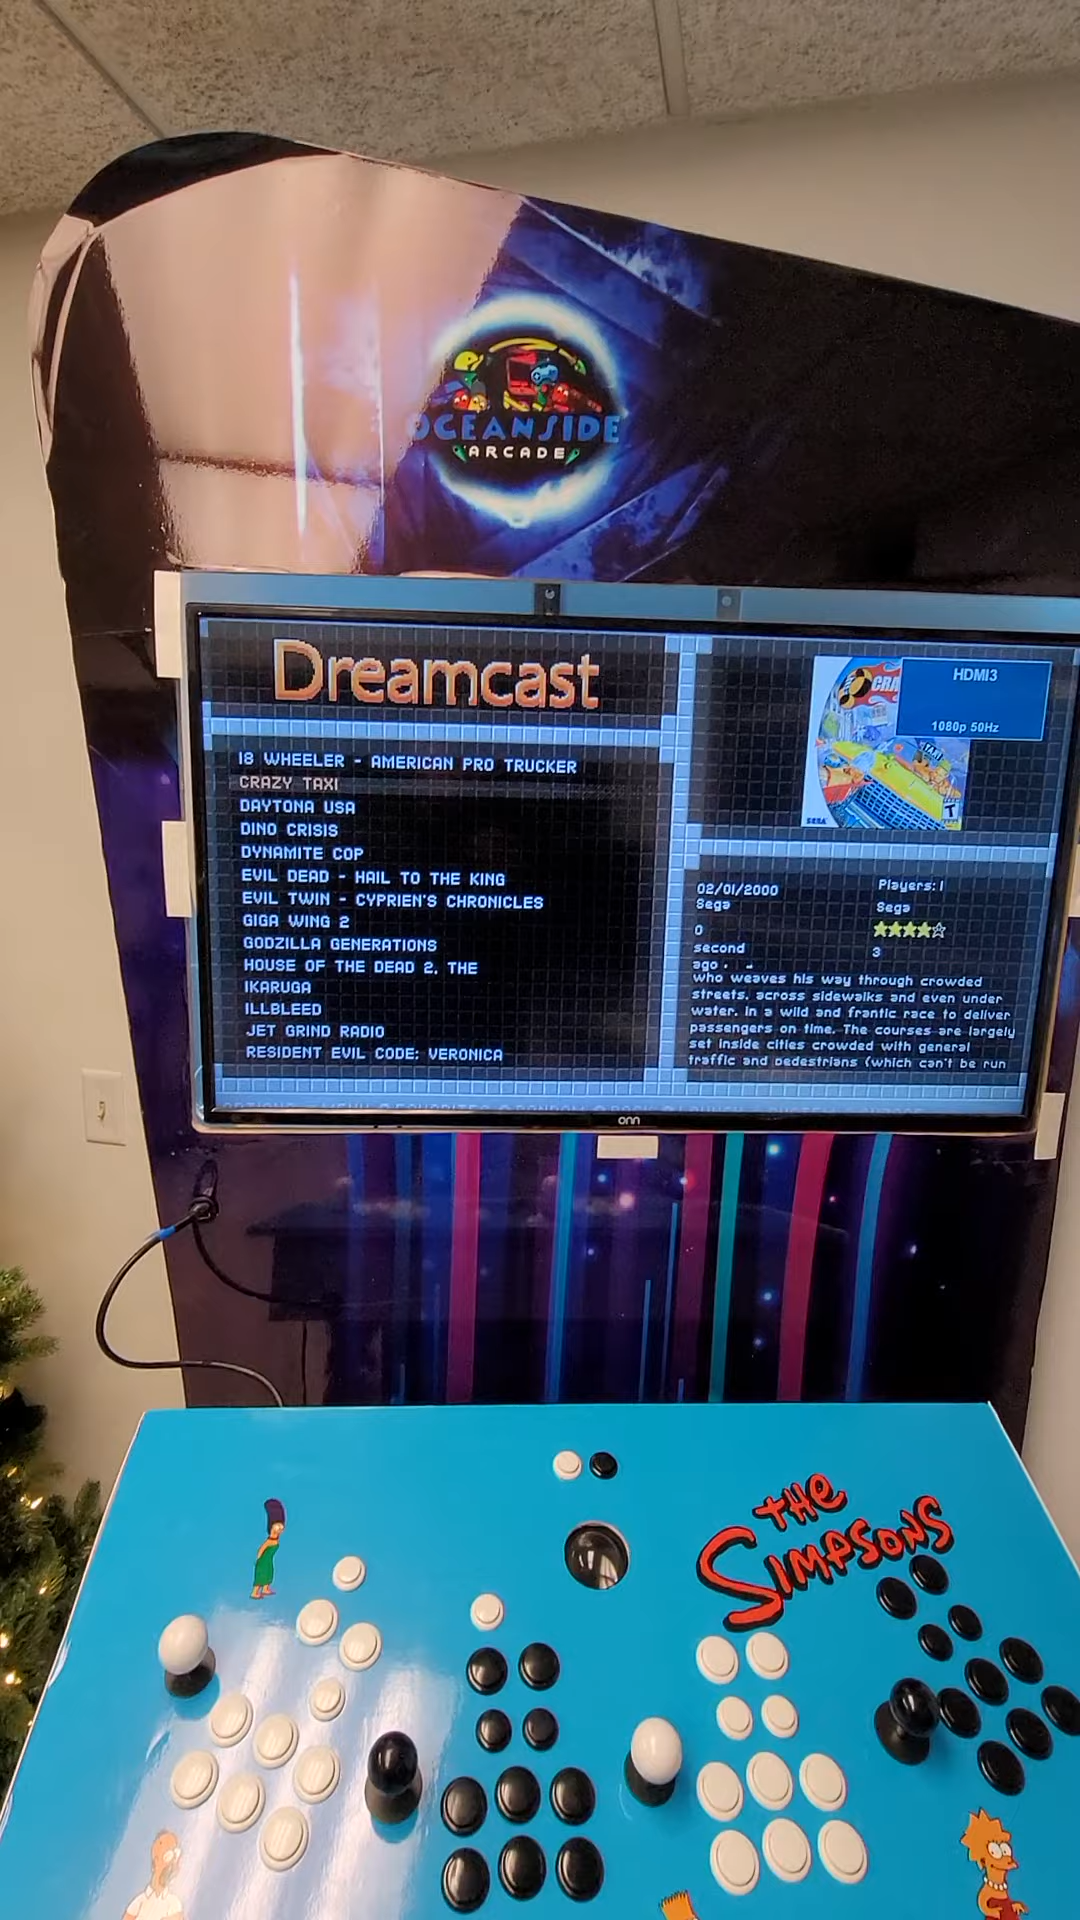 OCEANSIDE
ARCADE
Dreamcast
18 WHEELER - AMERICAN PRO TRUCKER
CRAZY TAXI
DAYTONA USA
DINO CRISIS
DYNAMITE COP
EVIL DEAD - HAIL TO THE KING
EVIL TWIN - CYPRIEN'S CHRONICLES
GIGA WING 2
GODZILLA GENERATIONS
HOUSE OF THE DEAD 2, THE
IKARUGA
ILLBLEED
JET GRIND RADIO
RESIDENT EVIL CODE: VERONICA
HDMI3
1080p 50Hz
CRA
TAXI
T
SEGA
02/01/2000
Players: 1
Sega
Sega
0
second
ago
3
who weaves his way through crowded
streets, across sidewalks and even under
water, in a wild and frantic race to deliver
passengers on time. The courses are largely
set inside cities crowded with general
traffic and pedestrians (which can't be run
onn
THE
SIMPSONS